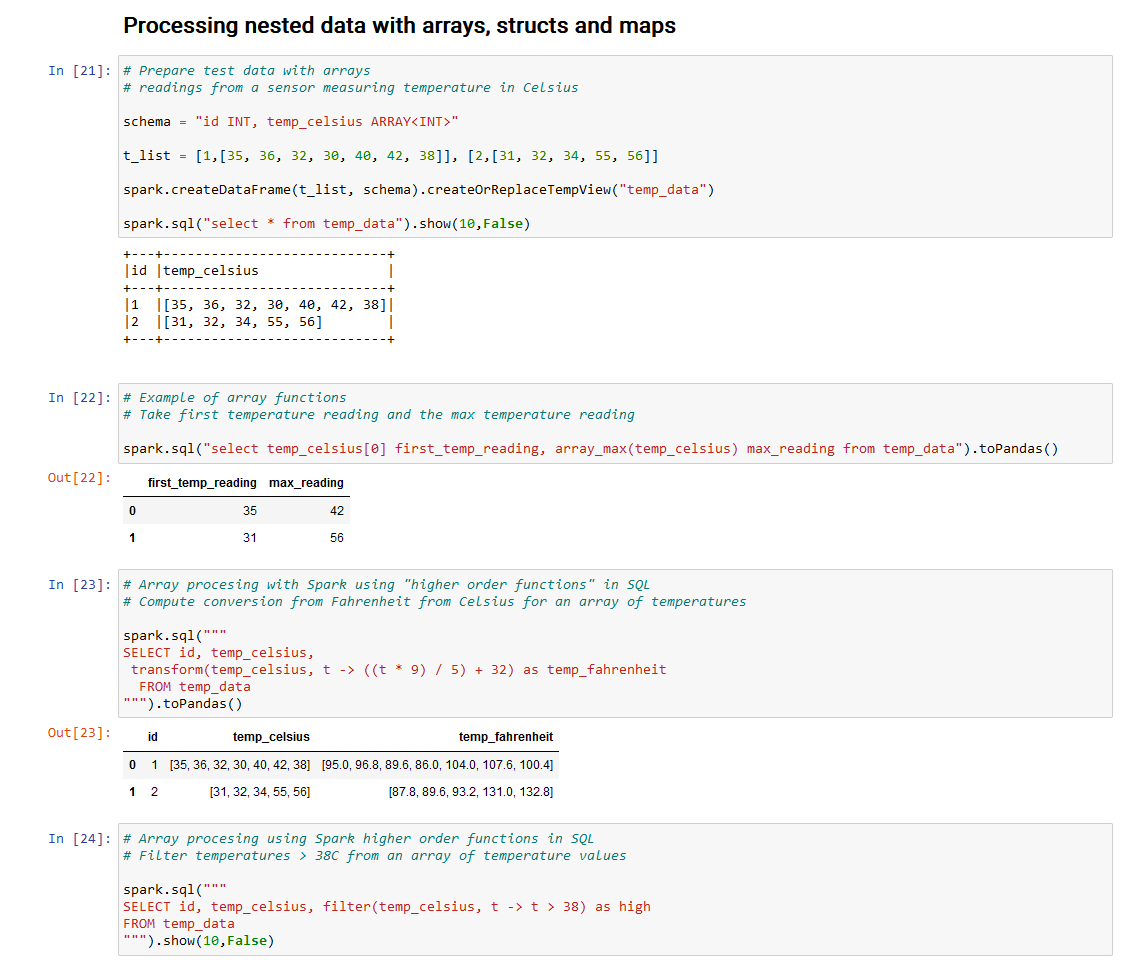 Processing nested data with arrays, structs and maps
In [21]: # Prepare test data with arrays
# readings from a sensor measuring temperature in Celsius
schema = "id INT, temp_celsius ARRAY<INT>"
t_list = [1,[35, 36, 32, 30, 40, 42, 38]], [2,[31, 32, 34, 55, 56]]
spark.createDataFrame(t_list, schema).createOrReplaceTempView("temp_data")
spark.sql("select * from temp_data").show(10,False)
+---+----------------------------+
|id |temp_celsius                |
+---+----------------------------+
|1  |[35, 36, 32, 30, 40, 42, 38]|
|2  |[31, 32, 34, 55, 56]        |
+---+----------------------------+
In [22]: # Example of array functions
# Take first temperature reading and the max temperature reading
spark.sql("select temp_celsius[0] first_temp_reading, array_max(temp_celsius) max_reading from temp_data").toPandas()
Out[22]:
first_temp_reading max_reading
0 35 42
1 31 56
In [23]: # Array procesing with Spark using "higher order functions" in SQL
# Compute conversion from Fahrenheit from Celsius for an array of temperatures
spark.sql("""
SELECT id, temp_celsius,
 transform(temp_celsius, t -> ((t * 9) / 5) + 32) as temp_fahrenheit
  FROM temp_data
""").toPandas()
Out[23]:
id temp_celsius temp_fahrenheit
0 1 [35, 36, 32, 30, 40, 42, 38] [95.0, 96.8, 89.6, 86.0, 104.0, 107.6, 100.4]
1 2 [31, 32, 34, 55, 56] [87.8, 89.6, 93.2, 131.0, 132.8]
In [24]: # Array procesing using Spark higher order functions in SQL
# Filter temperatures > 38C from an array of temperature values
spark.sql("""
SELECT id, temp_celsius, filter(temp_celsius, t -> t > 38) as high
FROM temp_data
""").show(10,False)